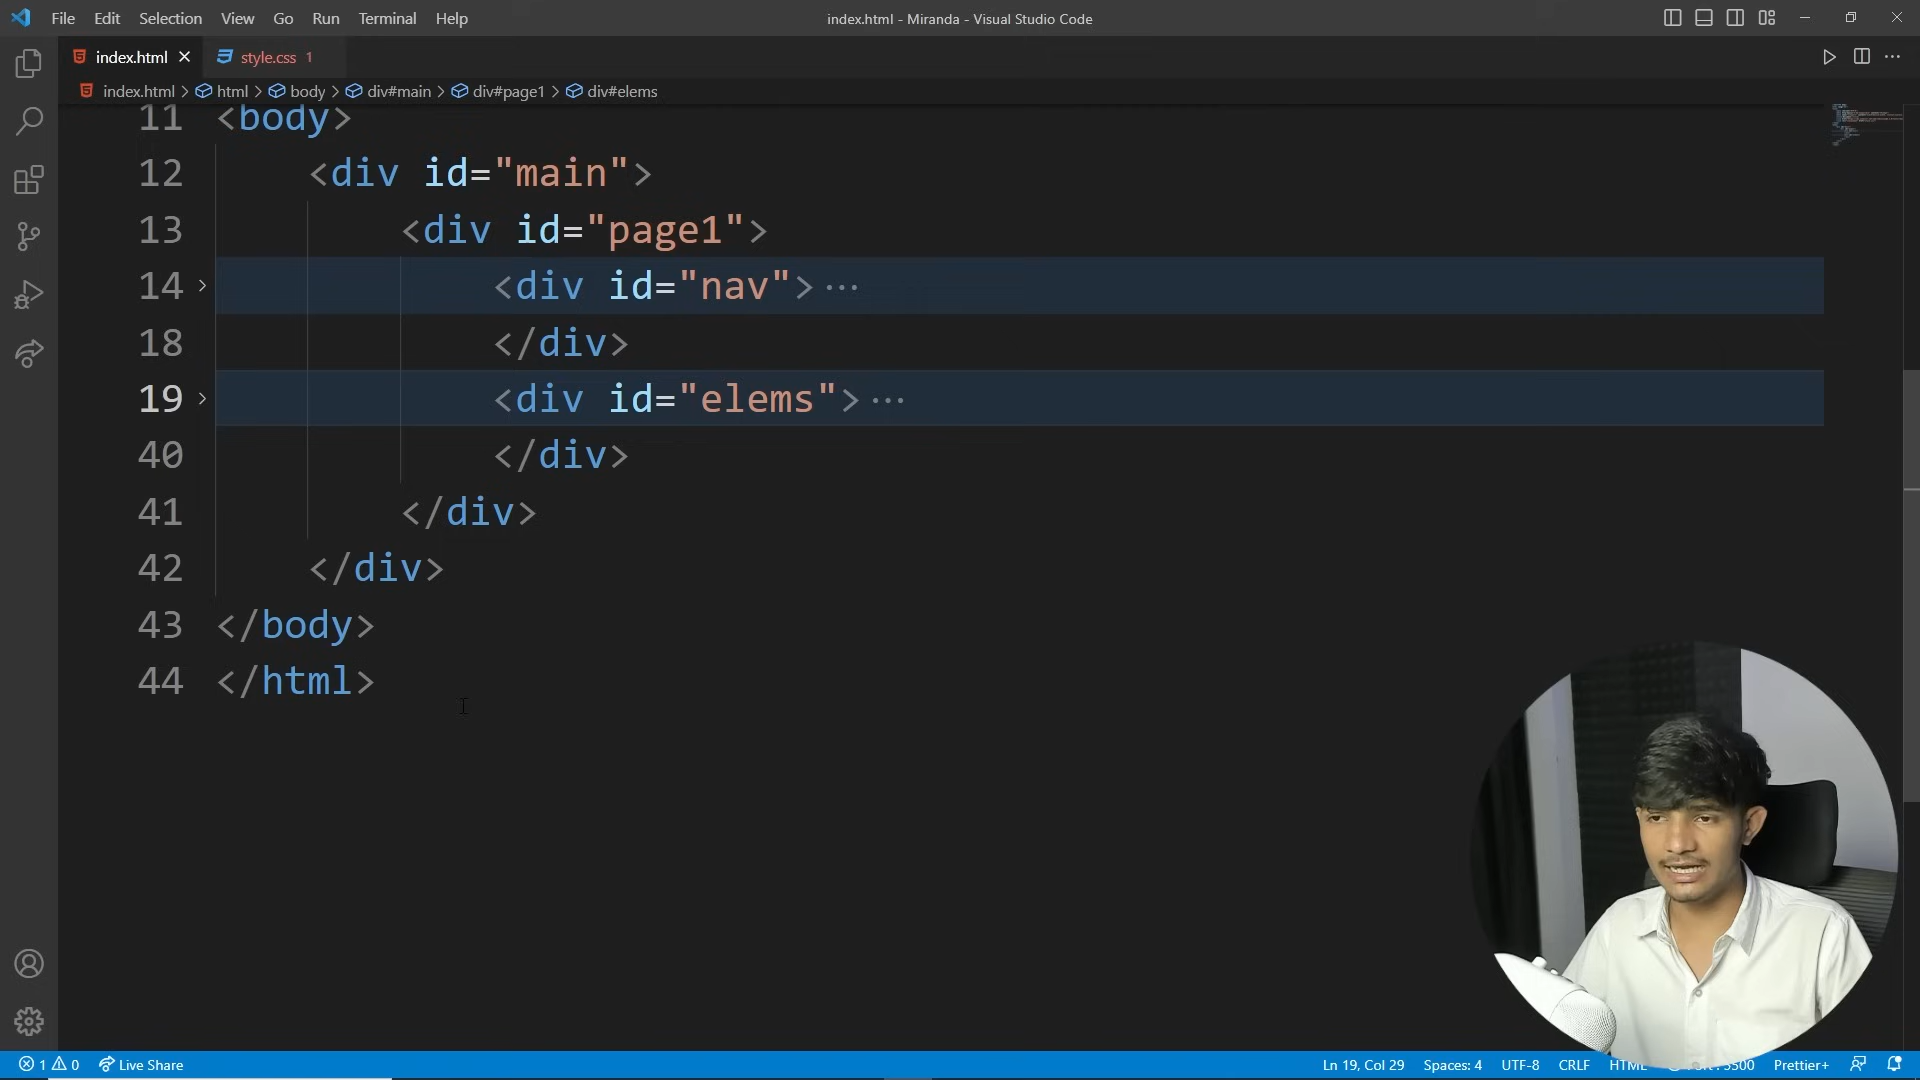 File Edit Selection View Go Run Terminal Help
index.html - Miranda - Visual Studio Code
index.html
style.css 1
index.html > html > body > div#main > div#page1 > div#elems
11 <body>
12 <div id="main">
13 <div id="page1">
14 <div id="nav">···
18 </div>
19 <div id="elems">···
40 </div>
41 </div>
42 </div>
43 </body>
44 </html>
1 0 Live Share
Ln 19, Col 29 Spaces: 4 UTF-8 CRLF HTML Prettier+